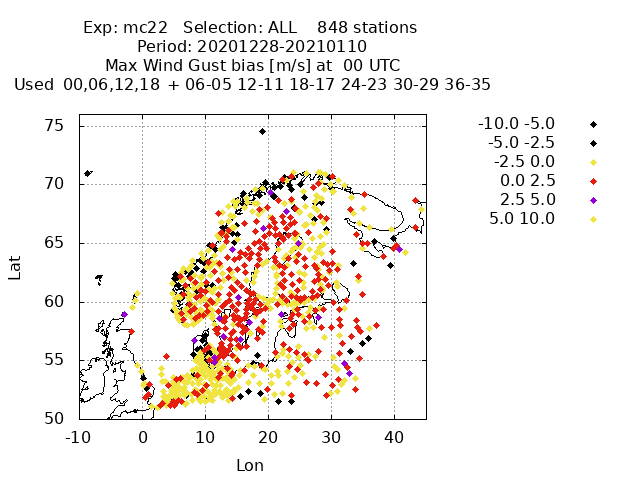 Exp: mc22 Selection: ALL 848 stations
Period: 20201228-20210110
Max Wind Gust bias [m/s] at 00 UTC
Used 00,06,12,18 + 06-05 12-11 18-17 24-23 30-29 36-35
-10.0 -5.0
-5.0 -2.5
-2.5 0.0
0.0 2.5
2.5 5.0
5.0 10.0
75
70
65
60
55
50
Lat
-10 0 10 20 30 40
Lon